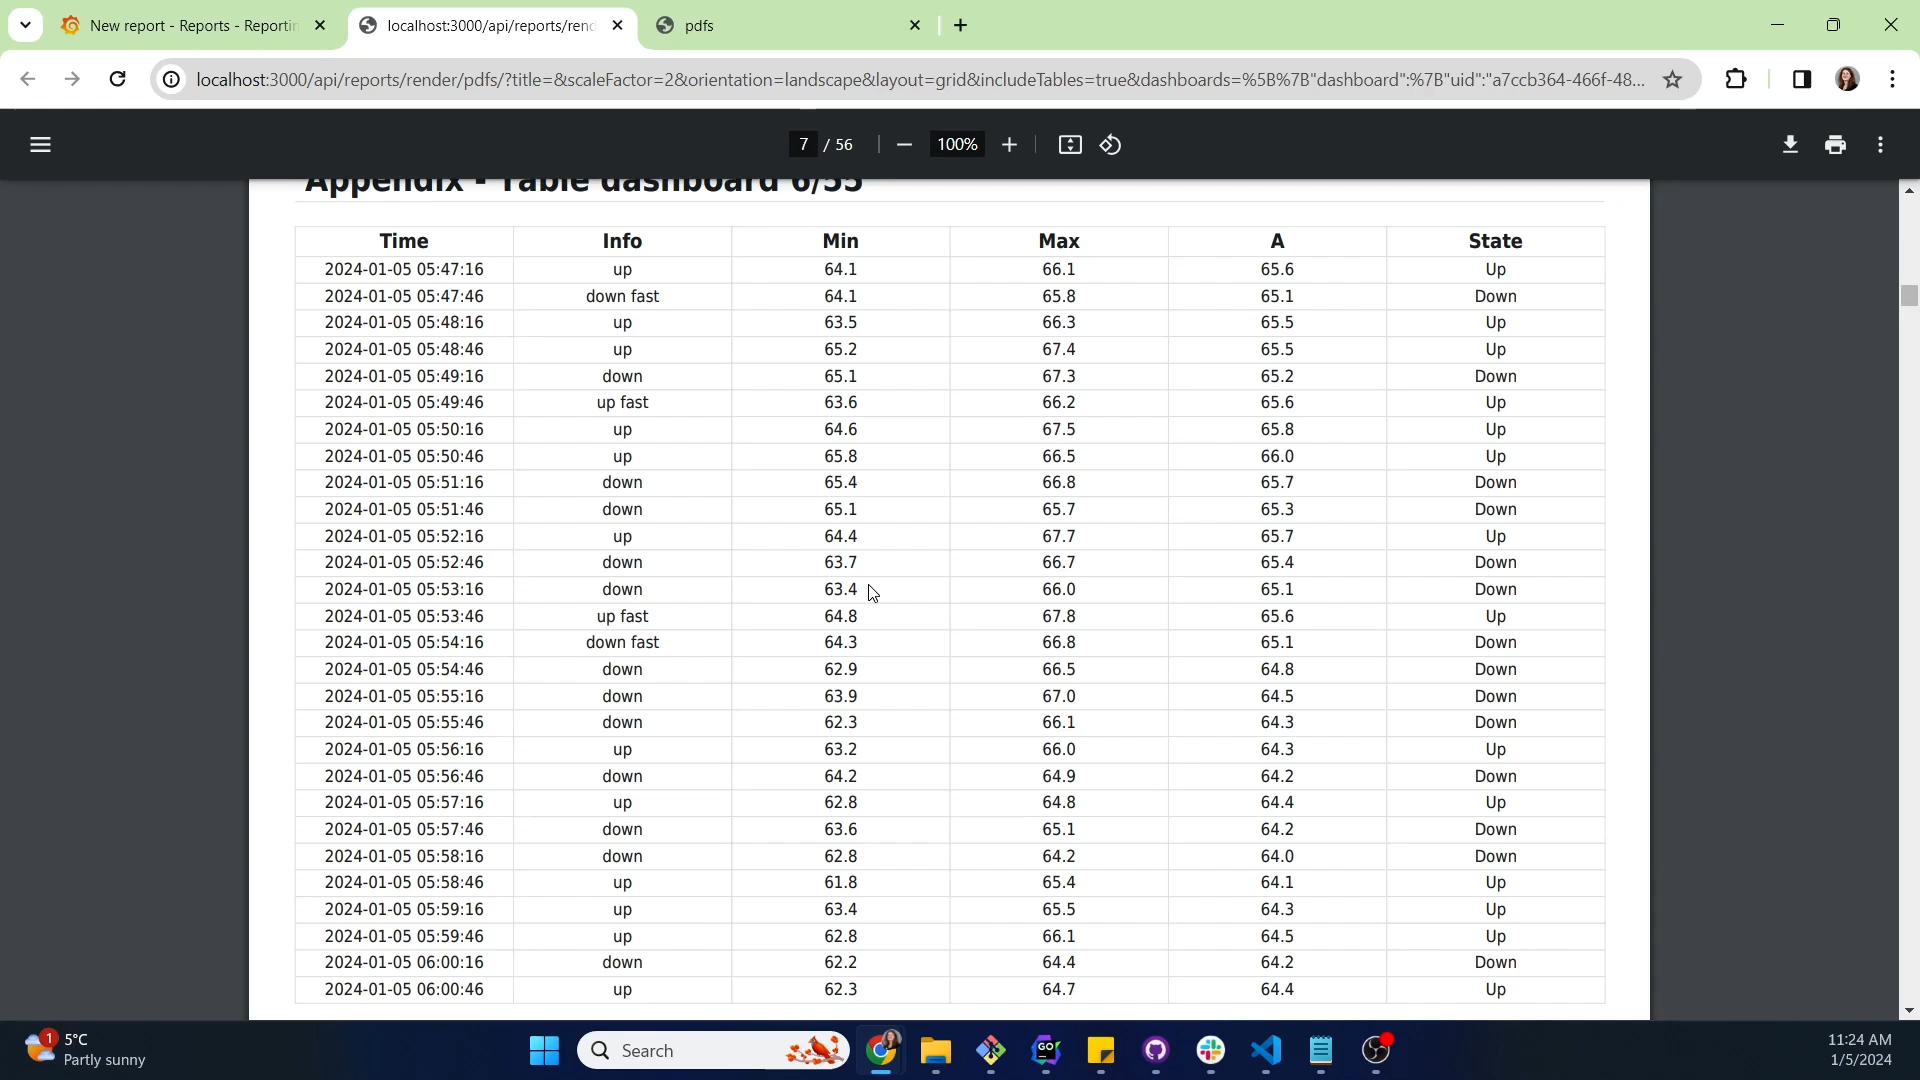 New report - Reports - Reportin
localhost:3000/api/reports/rend
pdfs
localhost:3000/api/reports/render/pdfs/?title=&scaleFactor=2&orientation=landscape&layout=grid&includeTables=true&dashboards=%5B%7B"dashboard":%7B"uid":"a7ccb364-466f-48...
7 / 56
100%
Appendix - Table dashboard 6/55
Time Info Min Max A State
2024-01-05 05:47:16 up 64.1 66.1 65.6 Up
2024-01-05 05:47:46 down fast 64.1 65.8 65.1 Down
2024-01-05 05:48:16 up 63.5 66.3 65.5 Up
2024-01-05 05:48:46 up 65.2 67.4 65.5 Up
2024-01-05 05:49:16 down 65.1 67.3 65.2 Down
2024-01-05 05:49:46 up fast 63.6 66.2 65.6 Up
2024-01-05 05:50:16 up 64.6 67.5 65.8 Up
2024-01-05 05:50:46 up 65.8 66.5 66.0 Up
2024-01-05 05:51:16 down 65.4 66.8 65.7 Down
2024-01-05 05:51:46 down 65.1 65.7 65.3 Down
2024-01-05 05:52:16 up 64.4 67.7 65.7 Up
2024-01-05 05:52:46 down 63.7 66.7 65.4 Down
2024-01-05 05:53:16 down 63.4 66.0 65.1 Down
2024-01-05 05:53:46 up fast 64.8 67.8 65.6 Up
2024-01-05 05:54:16 down fast 64.3 66.8 65.1 Down
2024-01-05 05:54:46 down 62.9 66.5 64.8 Down
2024-01-05 05:55:16 down 63.9 67.0 64.5 Down
2024-01-05 05:55:46 down 62.3 66.1 64.3 Down
2024-01-05 05:56:16 up 63.2 66.0 64.3 Up
2024-01-05 05:56:46 down 64.2 64.9 64.2 Down
2024-01-05 05:57:16 up 62.8 64.8 64.4 Up
2024-01-05 05:57:46 down 63.6 65.1 64.2 Down
2024-01-05 05:58:16 down 62.8 64.2 64.0 Down
2024-01-05 05:58:46 up 61.8 65.4 64.1 Up
2024-01-05 05:59:16 up 63.4 65.5 64.3 Up
2024-01-05 05:59:46 up 62.8 66.1 64.5 Up
2024-01-05 06:00:16 down 62.2 64.4 64.2 Down
2024-01-05 06:00:46 up 62.3 64.7 64.4 Up
1
5°C
Partly sunny
Search
GO
11:24 AM
1/5/2024